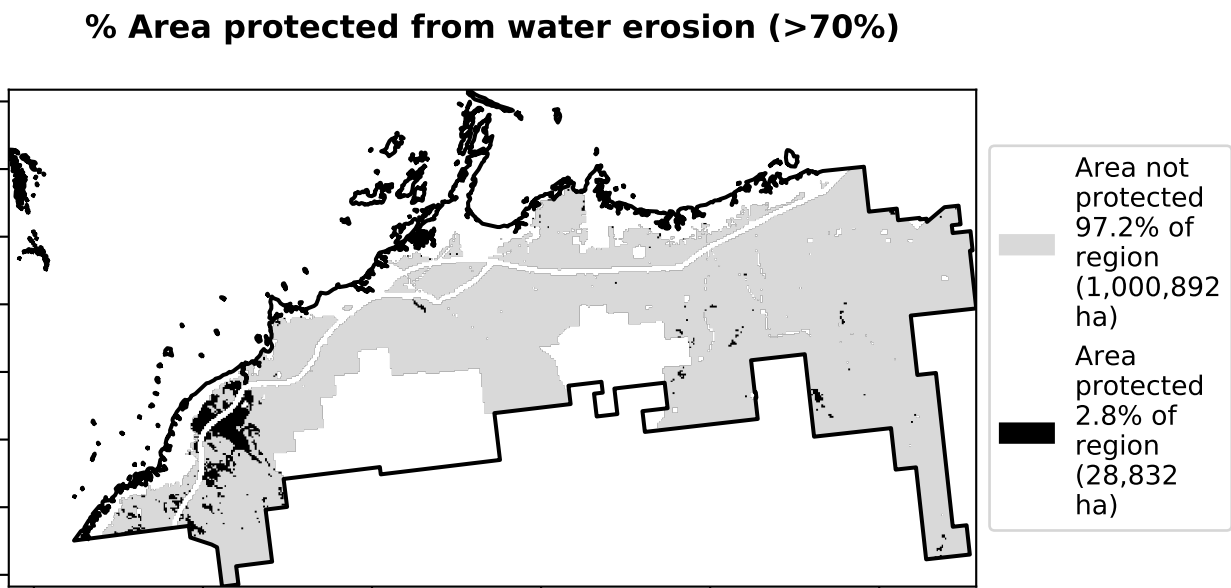 % Area protected from water erosion (>70%)
Area not
protected
97.2% of
region
(1,000,892
ha)
Area
protected
2.8% of
region
(28,832
ha)